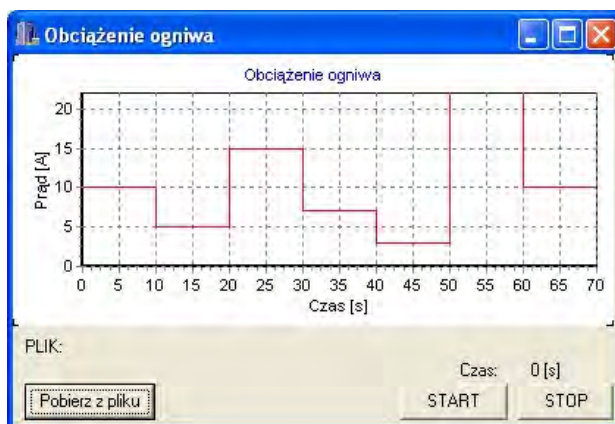 Obciążenie ogniwa
Obciążenie ogniwa
Prąd [A]
20
15
10
5
0
0 5 10 15 20 25 30 35 40 45 50 55 60 65 70
Czas [s]
PLIK:
Czas: 0 [s]
Pobierz z pliku START STOP